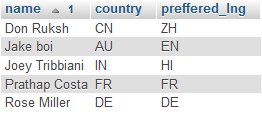 name 1 country preffered_lng
Don Ruksh CN ZH
Jake boi AU EN
Joey Tribbiani IN HI
Prathap Costa FR FR
Rose Miller DE DE